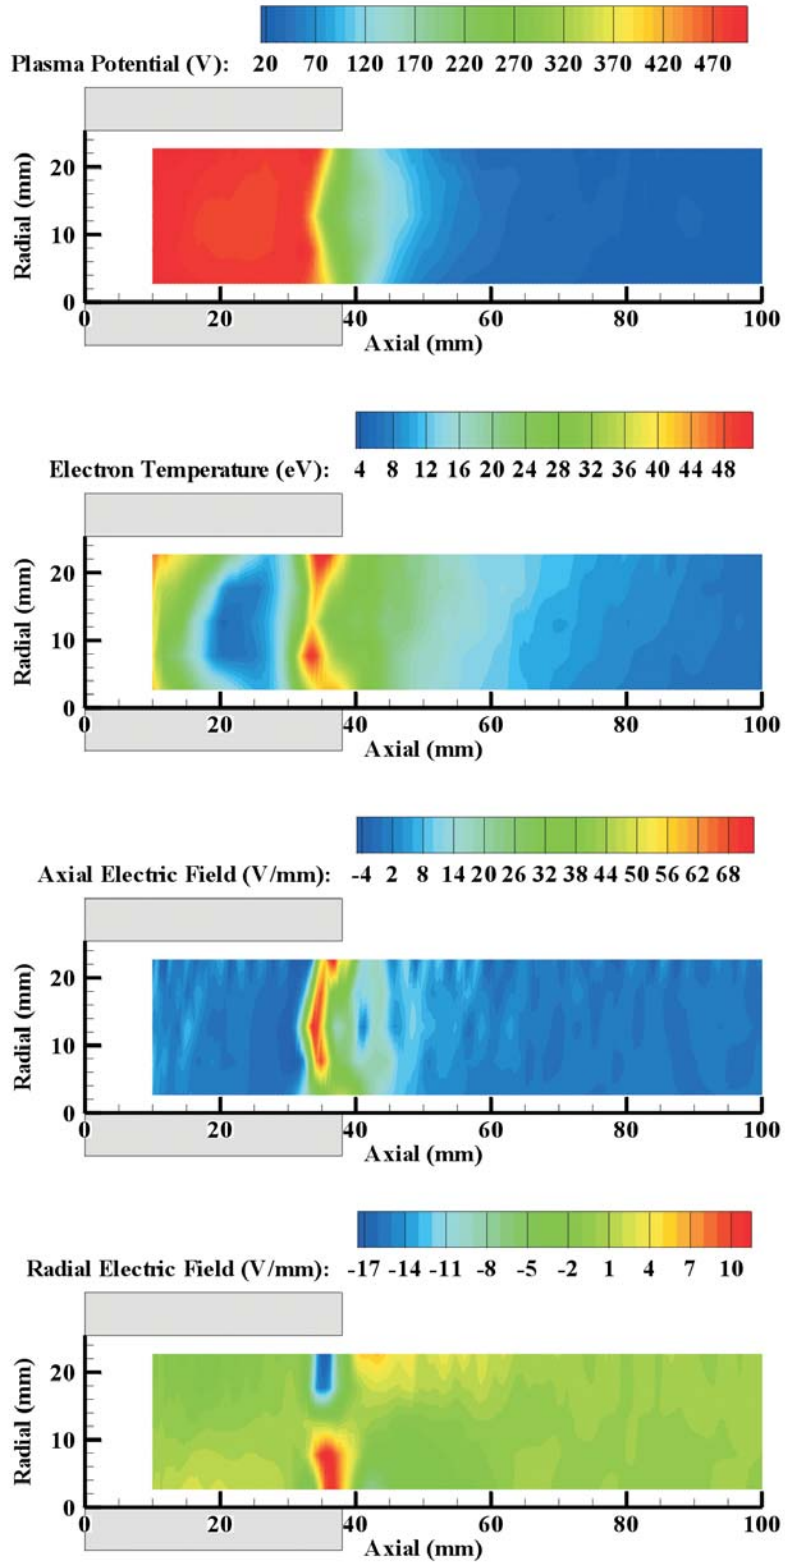 Plasma Potential (V): 20 70 120 170 220 270 320 370 420 470
20
10
0
Radial (mm)
0 20 40 60 80 100
Axial (mm)
Electron Temperature (eV): 4 8 12 16 20 24 28 32 36 40 44 48
20
10
0
Radial (mm)
0 20 40 60 80 100
Axial (mm)
Axial Electric Field (V/mm): -4 2 8 14 20 26 32 38 44 50 56 62 68
20
10
0
Radial (mm)
0 20 40 60 80 100
Axial (mm)
Radial Electric Field (V/mm): -17 -14 -11 -8 -5 -2 1 4 7 10
20
10
0
Radial (mm)
0 20 40 60 80 100
Axial (mm)